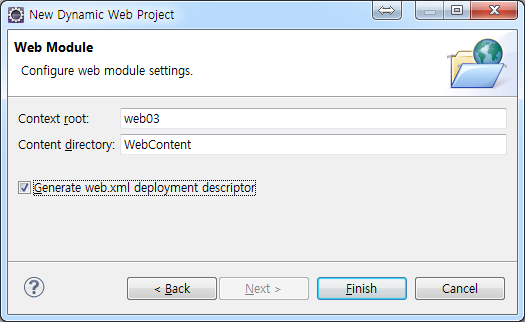 New Dynamic Web Project
Web Module
Configure web module settings.
Context root: web03
Content directory: WebContent
Generate web.xml deployment descriptor
? < Back Next > Finish Cancel